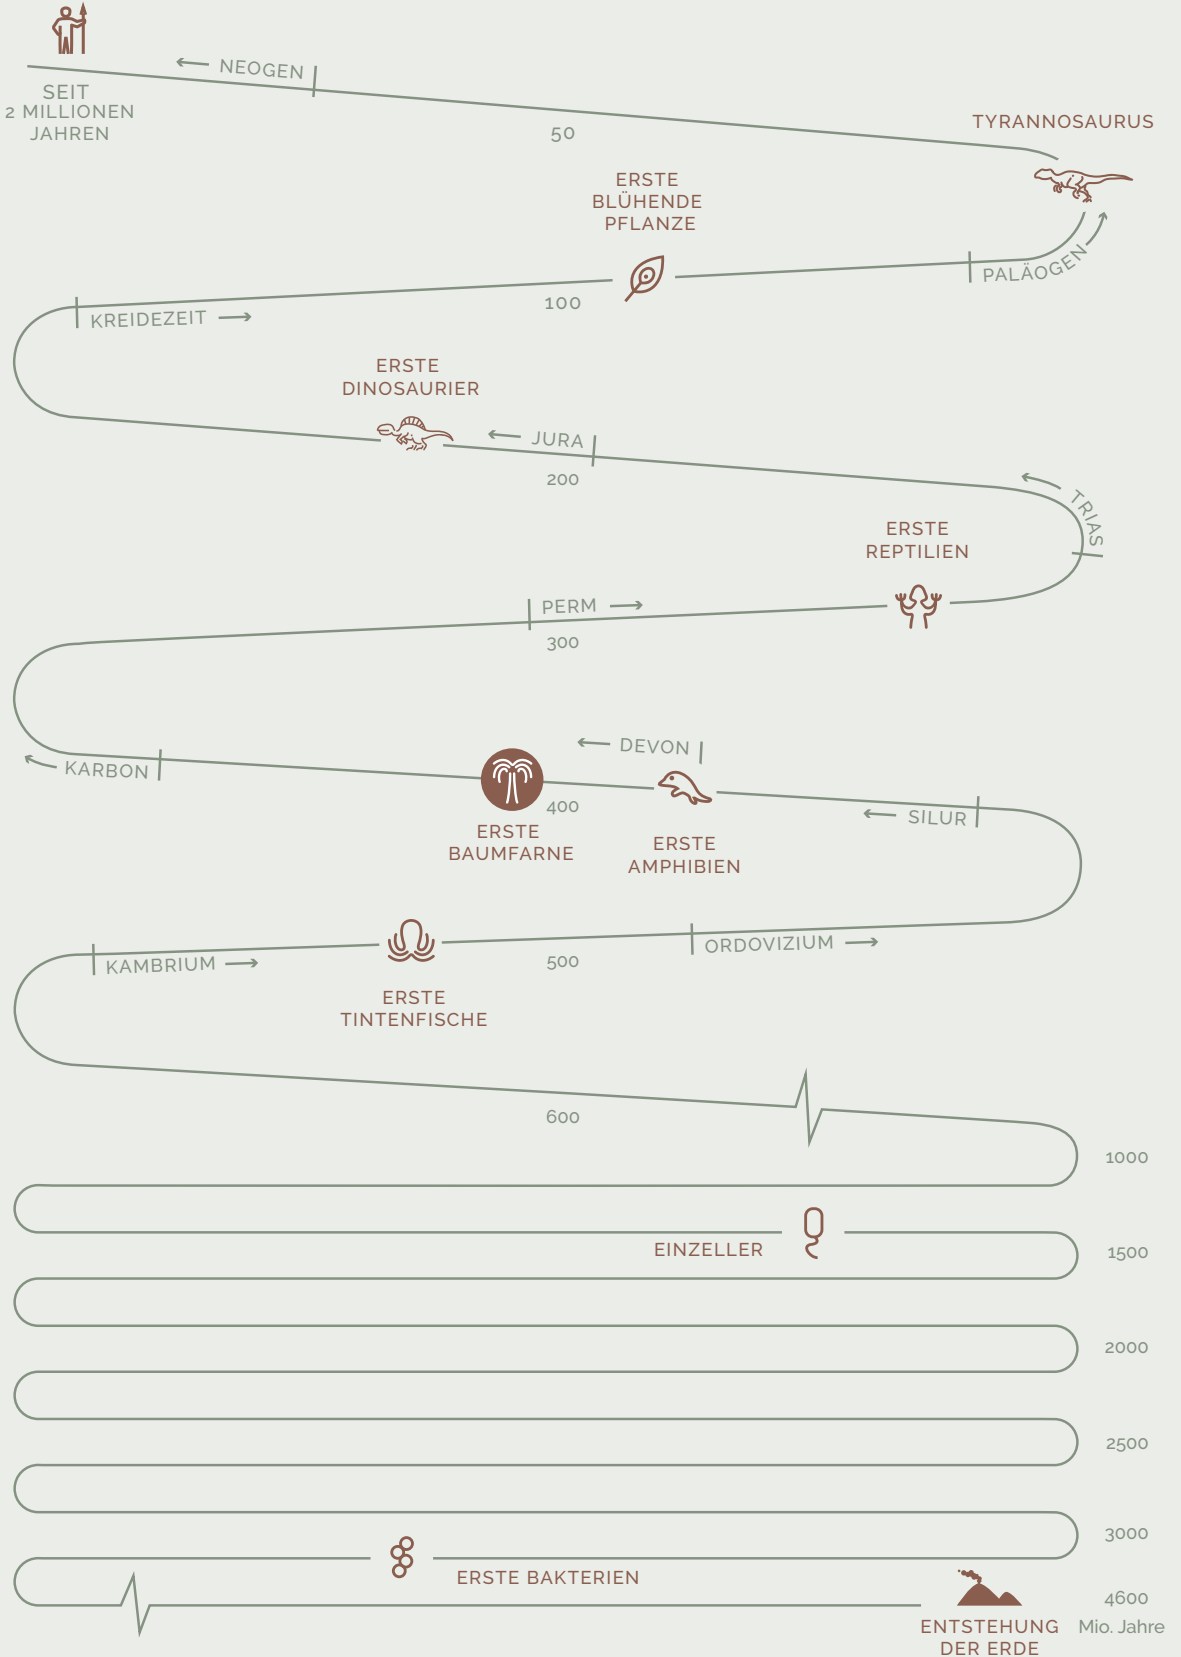 NEOGEN
SEIT
2 MILLIONEN
JAHREN
50
TYRANNOSAURUS
ERSTE
BLÜHENDE
PFLANZE
PALÄOGEN
100
KREIDEZEIT
ERSTE
DINOSAURIER
JURA
200
TRIAS
ERSTE
REPTILIEN
PERM
300
DEVON
KARBON
400
SILUR
ERSTE
BAUMFARNE
ERSTE
AMPHIBIEN
ORDOVIZIUM
KAMBRIUM
500
ERSTE
TINTENFISCHE
600
1000
EINZELLER
1500
2000
2500
3000
ERSTE BAKTERIEN
4600
Mio. Jahre
ENTSTEHUNG
DER ERDE